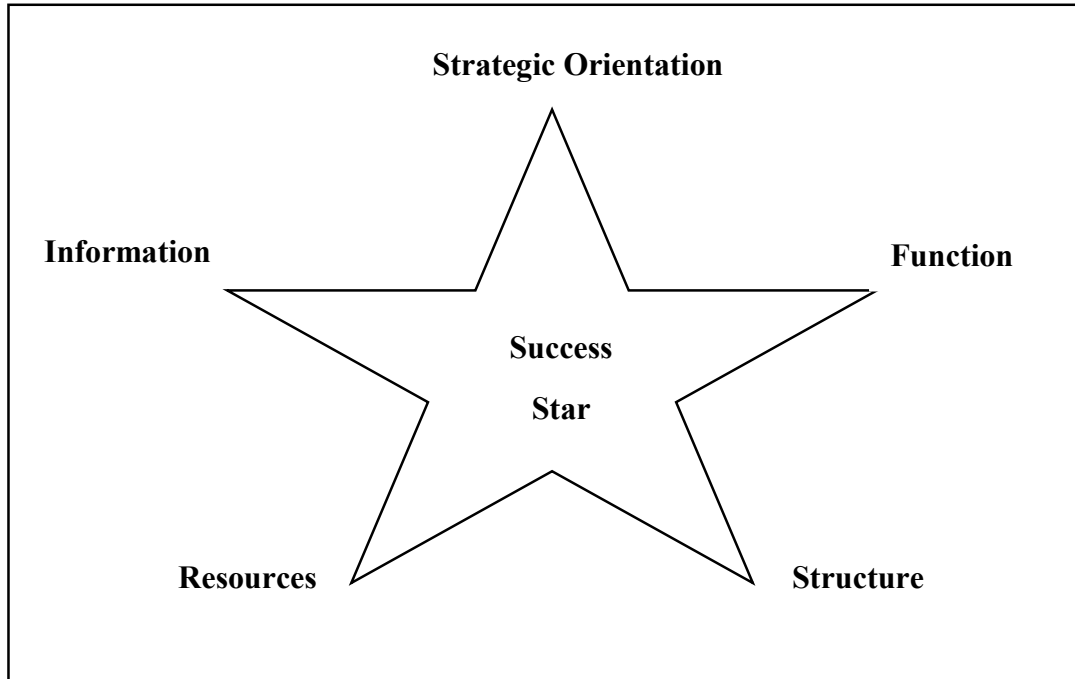 Strategic Orientation
Information
Function
Success
Star
Resources
Structure